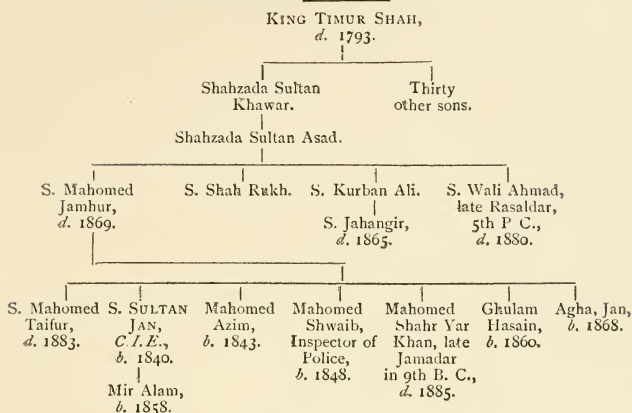 KING TIMUR SHAH,
d. 1793.
Shahzada Sultan
Khawar.
Thirty
other sons.
Shahzada Sultan Asad.
S. Mahomed
Jamhur,
d. 1869.
S. Shah Rukh.
S. Kurban Ali.
S. Jahangir,
d. 1865.
S. Wali Ahmad,
late Rasaldar,
5th P C.,
d. 1880.
S. Mahomed
Taifur,
d. 1883.
S. SULTAN
JAN,
C.I.E.,
b. 1840.
Mir Alam,
b. 1858.
Mahomed
Azim,
b. 1843.
Mahomed
Shwaib,
Inspector of
Police,
b. 1848.
Mahomed
Shahr Yar
Khan, late
Jamadar
in 9th B. C.,
d. 1885.
Ghulam
Hasain,
b. 1860.
Agha, Jan,
b. 1868.